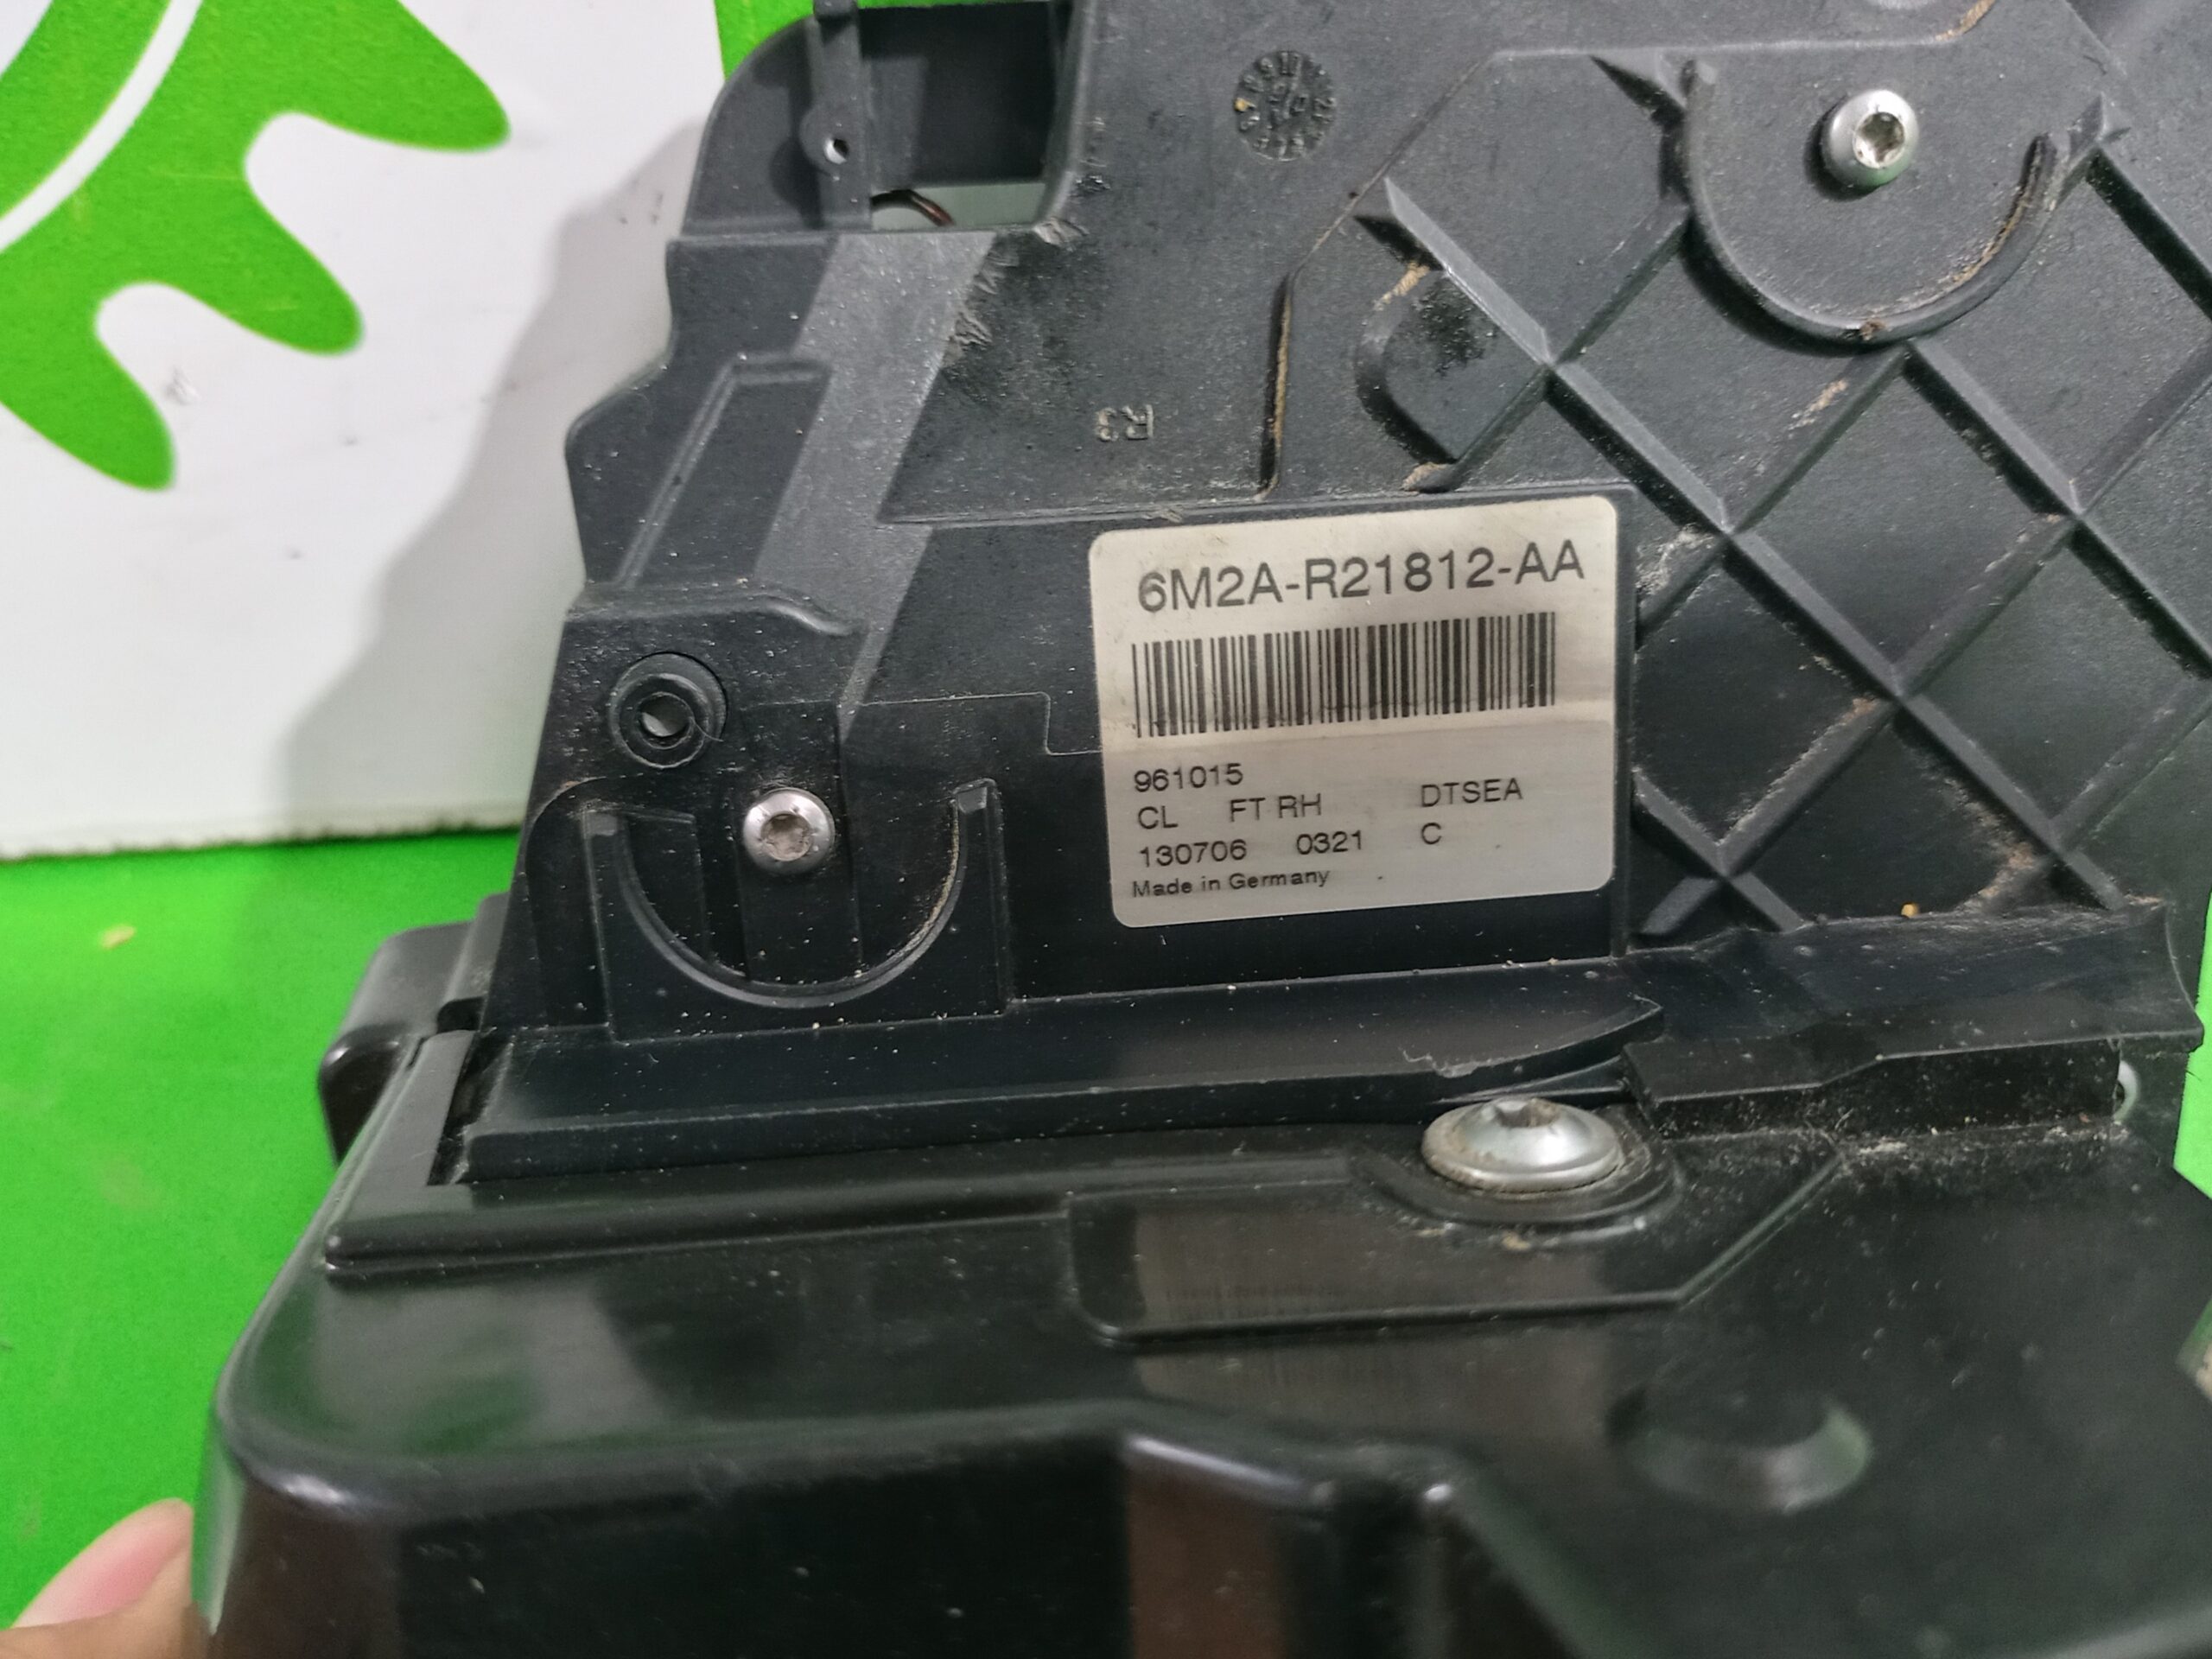 R3
6M2A-R21812-AA
961015
CL FT RH DTSEA
130706 0321 C
Made in Germany